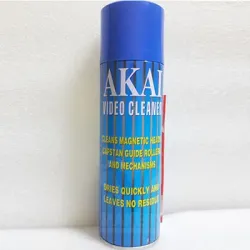 AKAI
VIDEO CLEANER
CLEANS MAGNETIC HEADS
CAPSTAN GUIDE ROLLERS
AND MECHANISMS
DRIES QUICKLY AND
LEAVES NO RESIDUE